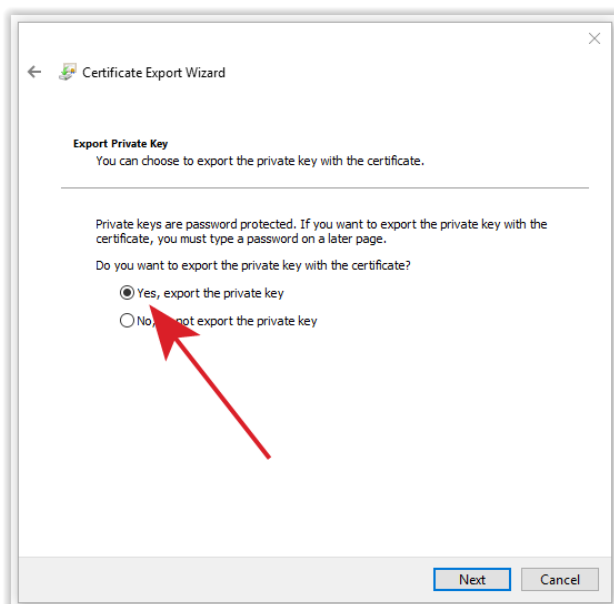 Certificate Export Wizard
Export Private Key
You can choose to export the private key with the certificate.
Private keys are password protected. If you want to export the private key with the
certificate, you must type a password on a later page.
Do you want to export the private key with the certificate?
Yes, export the private key
No, not export the private key
Next
Cancel